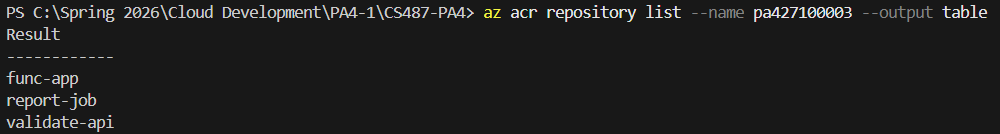 PS C:\Spring 2026\Cloud Development\PA4-1\CS487-PA4> az acr repository list --name pa427100003 --output table
Result
------------
func-app
report-job
validate-api